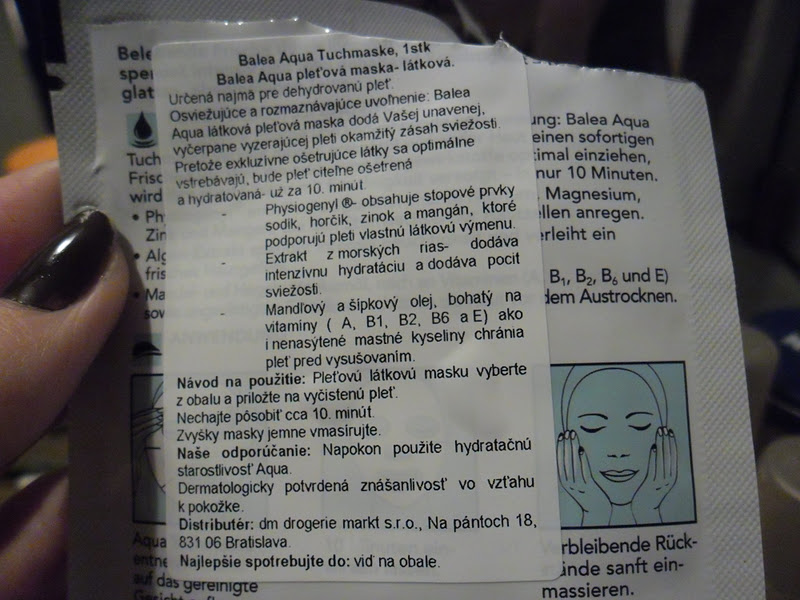 Balea Aqua Tuchmaske, 1stk
Balea Aqua pleťová maska- látková.
Určená najmä pre dehydrovanú pleť.
Osviežujúce a rozmaznávajúce uvoľnenie: Balea
Aqua látková pleťová maska dodá Vašej unavenej,
vyčerpane vyzerajúcej pleti okamžitý zásah sviežosti.
Pretože exkluzívne ošetrujúce látky sa optimálne
vstrebávajú, bude pleť citeľne ošetrená
a hydratovaná- už za 10. minút.
- Physiogenyl ®- obsahuje stopové prvky
sodík, horčík, zinok a mangán, ktoré
podporujú pleti vlastnú látkovú výmenu.
- Extrakt z morských rias- dodáva
intenzívnu hydratáciu a dodáva pocit
sviežosti.
- Mandľový a šípkový olej, bohatý na
vitamíny ( A, B1, B2, B6 a E) ako
i nenasýtené mastné kyseliny chránia
pleť pred vysušovaním.
Návod na použitie: Pleťovú látkovú masku vyberte
z obalu a priložte na vyčistenú pleť.
Nechajte pôsobiť cca 10. minút.
Zvyšky masky jemne vmasírujte.
Naše odporúčanie: Napokon použite hydratačnú
starostlivosť Aqua.
Dermatologicky potvrdená znášanlivosť vo vzťahu
k pokožke.
Distributér: dm drogerie markt s.r.o., Na pántoch 18,
831 06 Bratislava.
Najlepšie spotrebujte do: viď na obale.
Balea Aqua
einen sofortigen
einziehen,
nur 10 Minuten.
Magnesium,
anregen.
ein
B1, B2, B6 und E)
dem Austrocknen.
Rück-
sanft ein-
massieren.
Aqua
auf das gereinigte